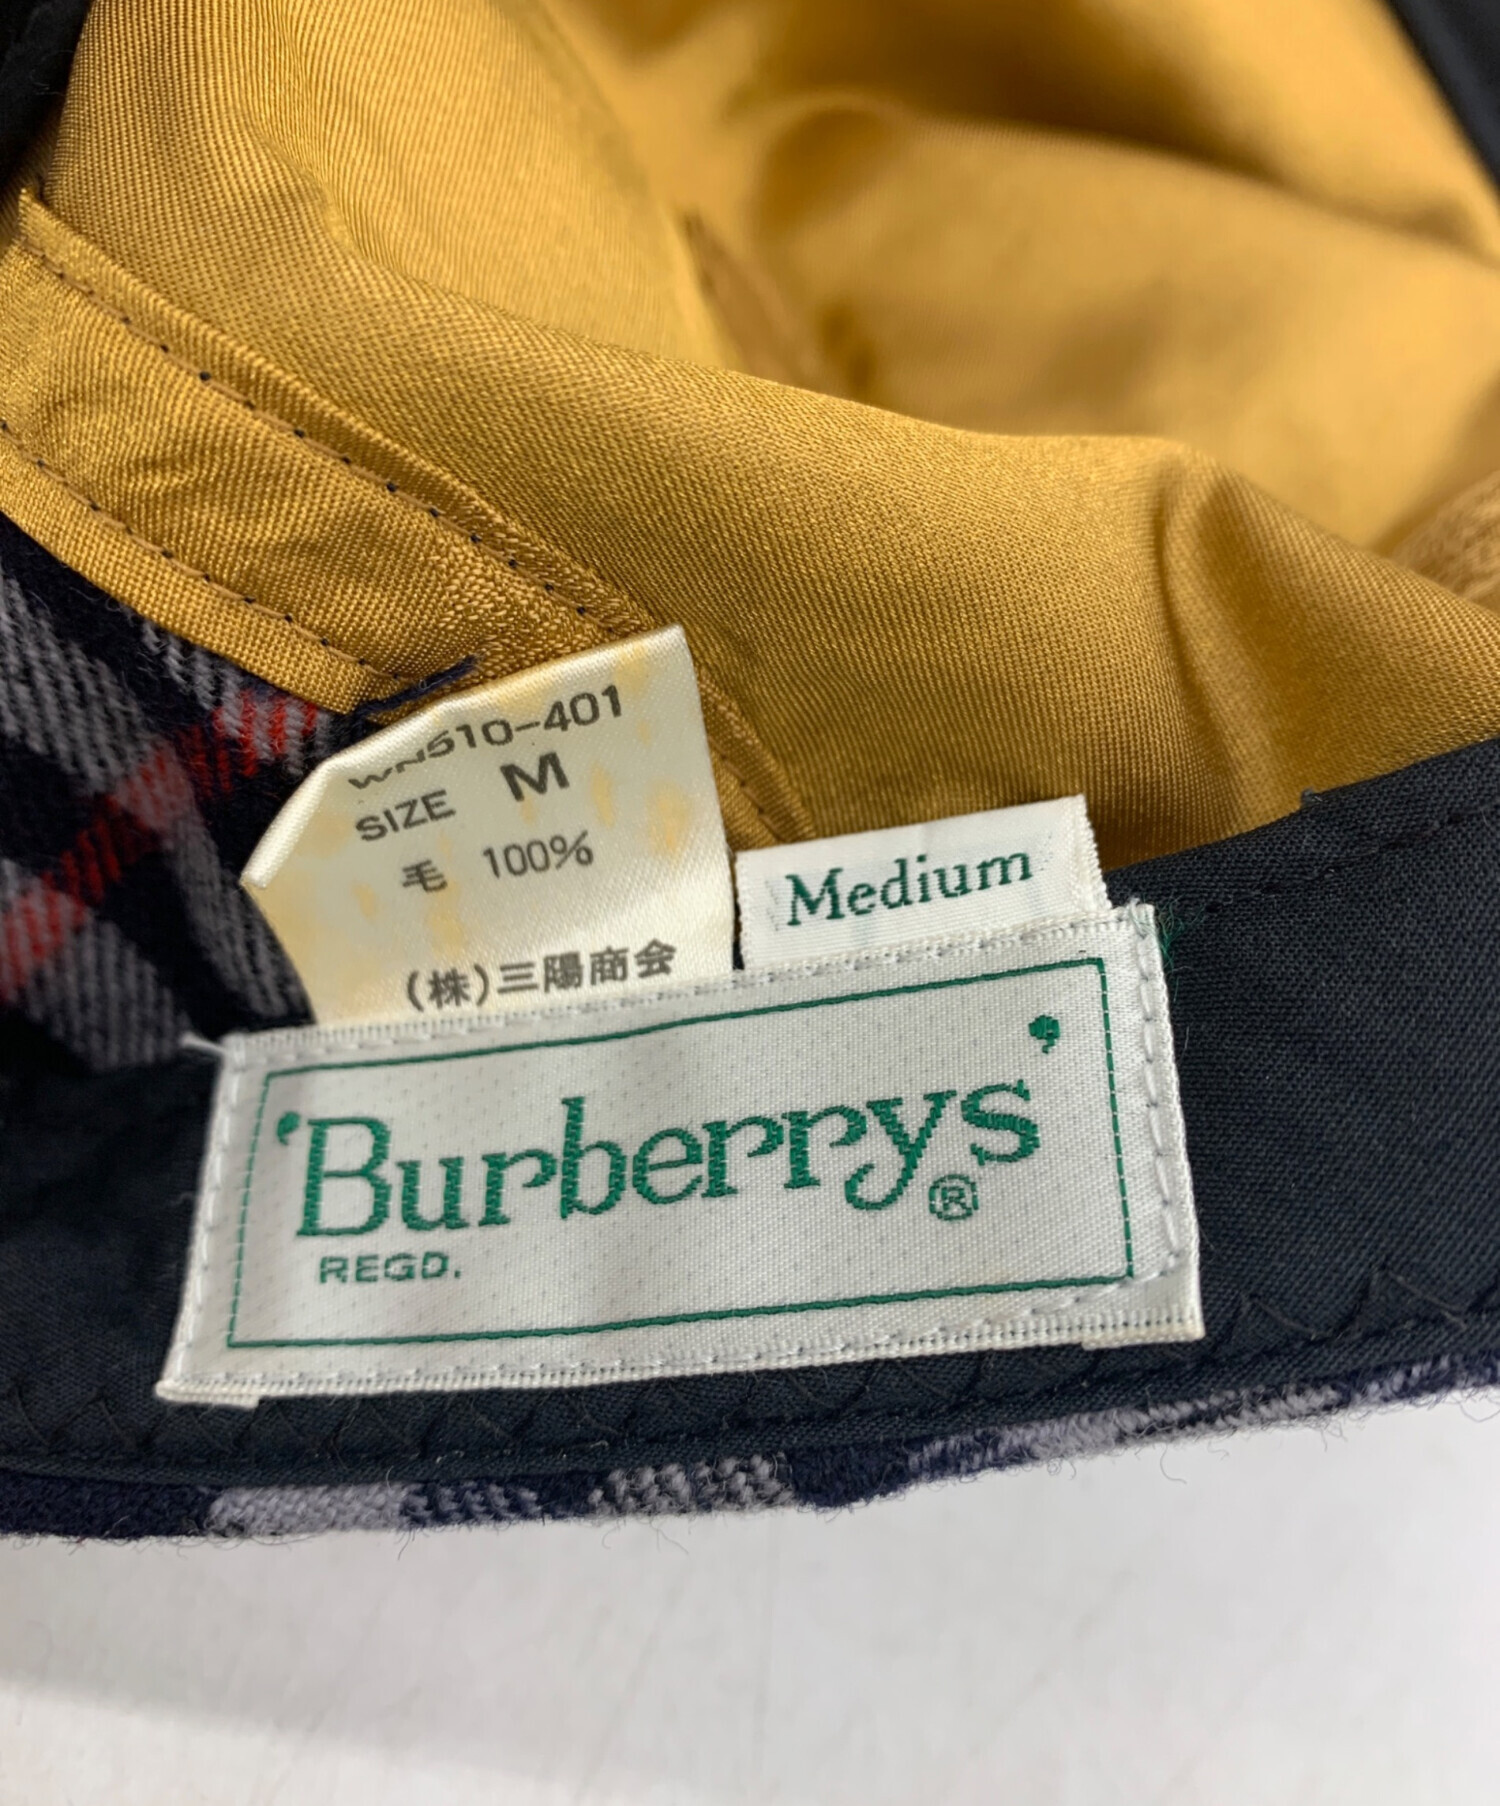 WN510-401
SIZE M
毛 100%
(株)三陽商会
Medium
'Burberrys' ®
REGD.